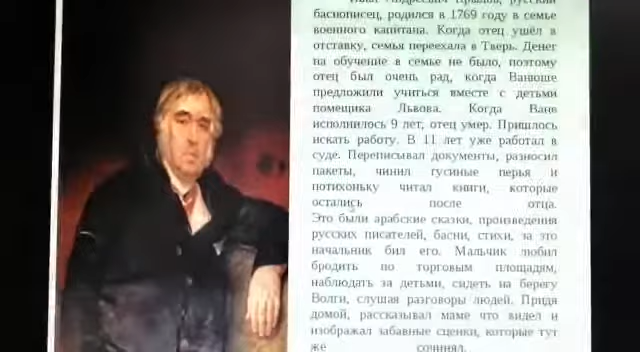 баснописец, родился в 1769 году в семье
военного капитана. Когда отец ушёл в
отставку, семья переехала в Тверь. Денег
на обучение в семье не было, поэтому
отец был очень рад, когда Ванюше
предложили учиться вместе с детьми
помещика Львова. Когда Ване
исполнилось 9 лет, отец умер. Пришлось
искать работу. В 11 лет уже работал в
суде. Переписывал документы, разносил
пакеты, чинил гусиные перья и
потихоньку читал книги, которые
остались после отца.
Это были арабские сказки, произведения
русских писателей, басни, стихи, за это
начальник бил его. Мальчик любил
бродить по торговым площадям,
наблюдать за детьми, сидеть на берегу
Волги, слушая разговоры людей. Придя
домой, рассказывал маме что видел и
изображал забавные сценки, которые тут
же сочинял.